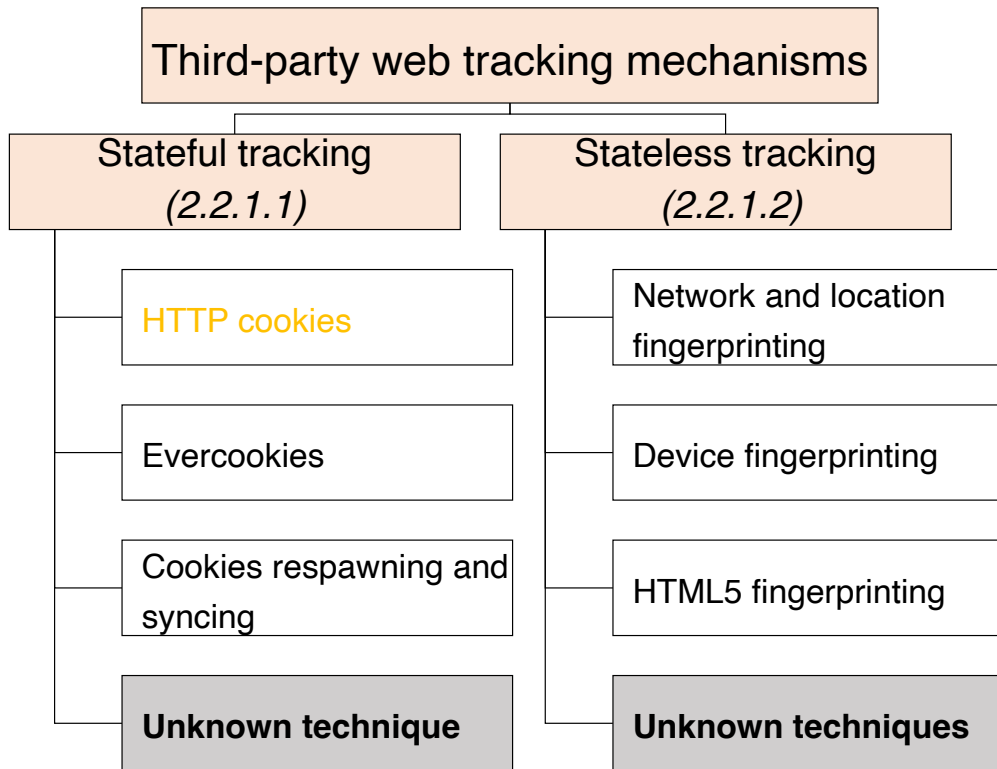 Third-party web tracking mechanisms
Stateful tracking
(2.2.1.1)
HTTP cookies
Evercookies
Cookies respawning and
syncing
Unknown technique
Stateless tracking
(2.2.1.2)
Network and location
fingerprinting
Device fingerprinting
HTML5 fingerprinting
Unknown techniques